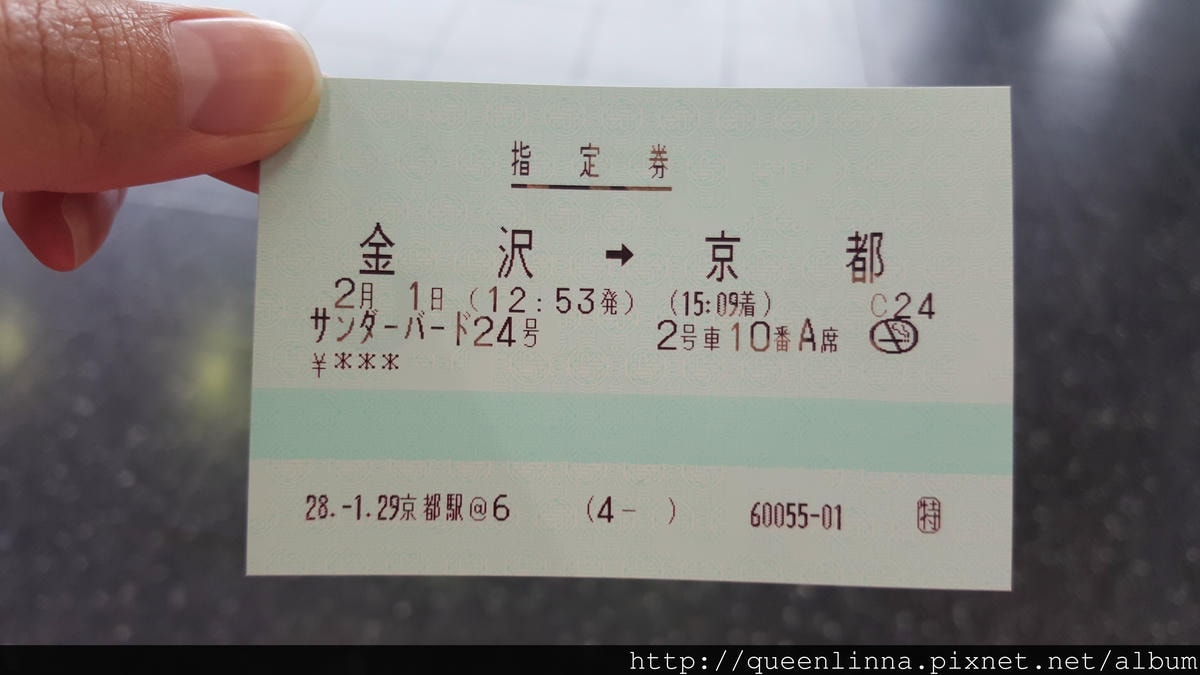 指定券
金沢 → 京都
2月 1日 (12:53発) (15:09着) C24
サンダーバード24号 2号車10番A席
¥***
28.-1.29京都駅@6 (4- ) 60055-01 特
http://queenlinna.pixnet.net/album